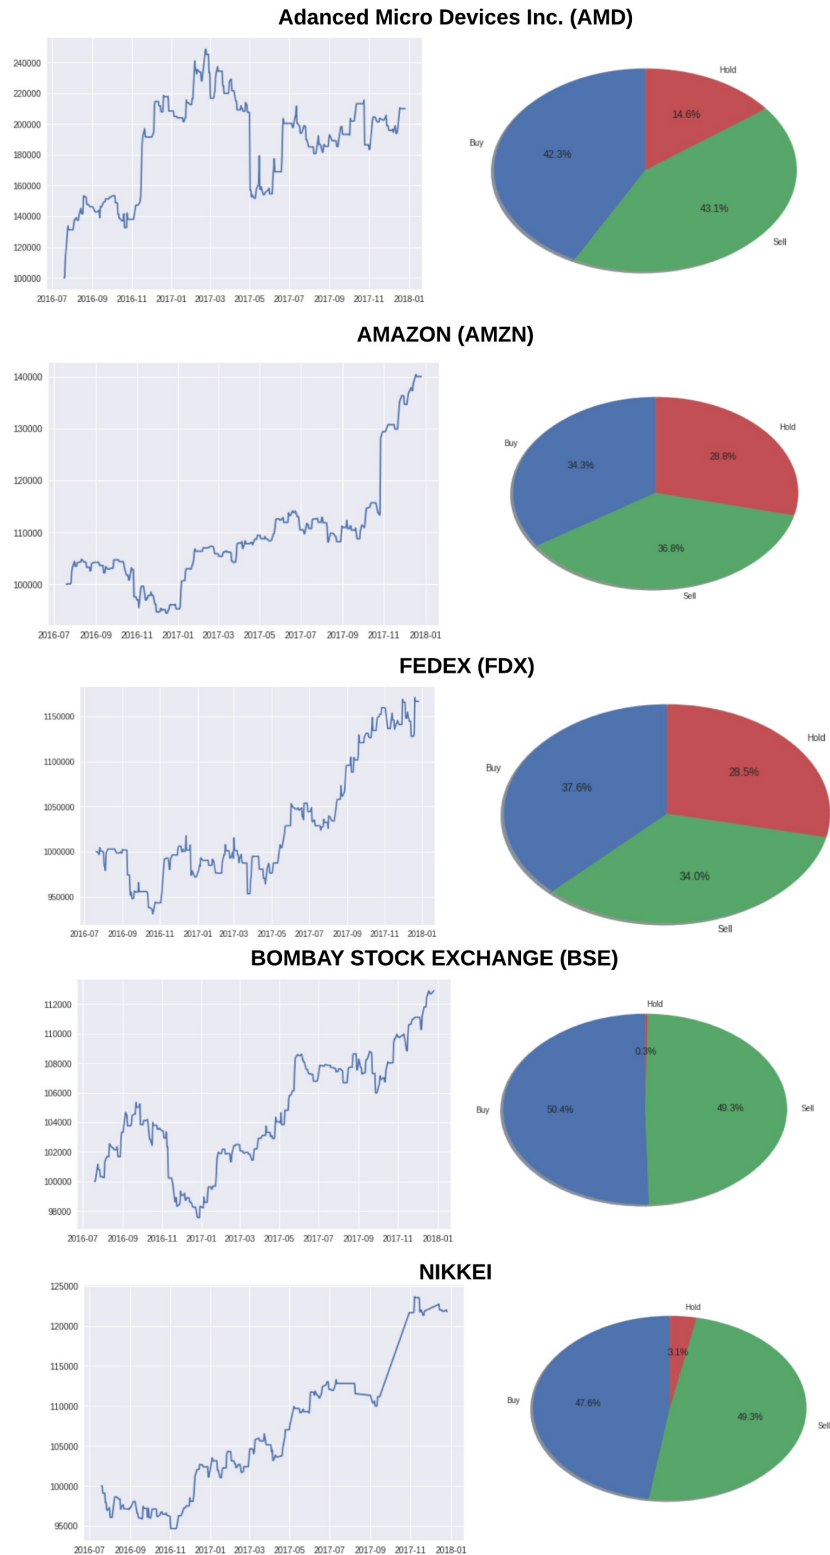 Adanced Micro Devices Inc. (AMD)
240000
220000
200000
180000
160000
140000
120000
100000
2016-07 2016-09 2016-11 2017-01 2017-03 2017-05 2017-07 2017-09 2017-11 2018-01
Hold
14.6%
Buy
42.3%
43.1%
Sell
AMAZON (AMZN)
140000
130000
120000
110000
100000
2016-07 2016-09 2016-11 2017-01 2017-03 2017-05 2017-07 2017-09 2017-11 2018-01
Hold
28.8%
Buy
34.3%
36.8%
Sell
FEDEX (FDX)
1150000
1100000
1050000
1000000
950000
2016-07 2016-09 2016-11 2017-01 2017-03 2017-05 2017-07 2017-09 2017-11 2018-01
Hold
28.5%
Buy
37.6%
34.0%
Sell
BOMBAY STOCK EXCHANGE (BSE)
112000
110000
108000
106000
104000
102000
100000
98000
2016-07 2016-09 2016-11 2017-01 2017-03 2017-05 2017-07 2017-09 2017-11 2018-01
Hold
0.3%
Buy
50.4%
49.3%
Sell
NIKKEI
125000
120000
115000
110000
105000
100000
95000
2016-07 2016-09 2016-11 2017-01 2017-03 2017-05 2017-07 2017-09 2017-11 2018-01
Hold
3.1%
Buy
47.6%
49.3%
Sell